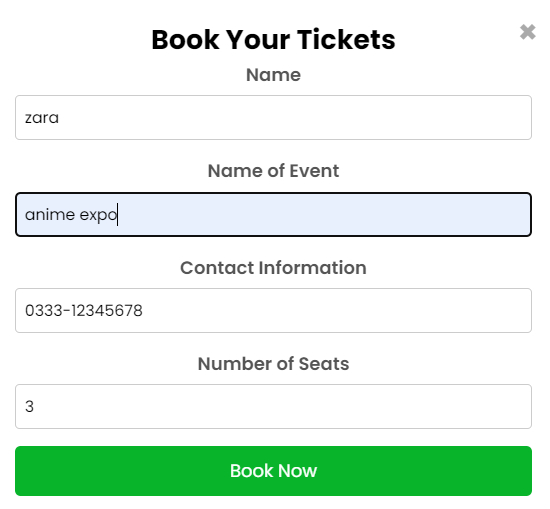 Book Your Tickets
✖
Name
zara
Name of Event
anime expo
Contact Information
0333-12345678
Number of Seats
3
Book Now